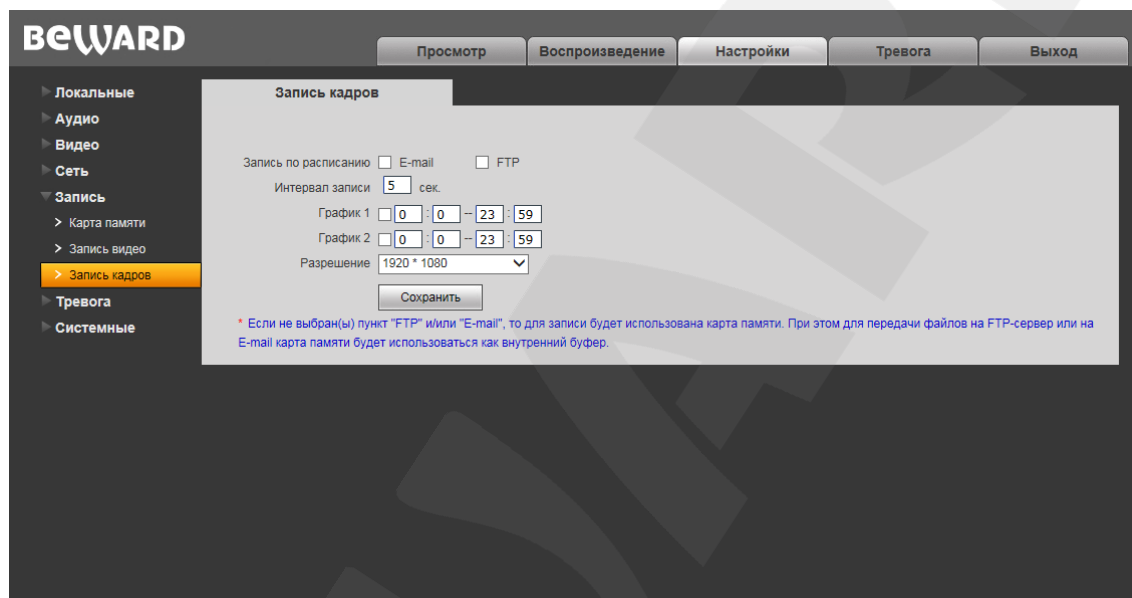 BEWARD
Просмотр Воспроизведение Настройки Тревога Выход
Локальные
Аудио
Видео
Сеть
Запись
> Карта памяти
> Запись видео
> Запись кадров
Тревога
Системные
Запись кадров
Запись по расписанию E-mail FTP
Интервал записи 5 сек.
График 1 0 : 0 -- 23 : 59
График 2 0 : 0 -- 23 : 59
Разрешение 1920 * 1080
Сохранить
* Если не выбран(ы) пункт "FTP" и/или "E-mail", то для записи будет использована карта памяти. При этом для передачи файлов на FTP-сервер или на
E-mail карта памяти будет использоваться как внутренний буфер.